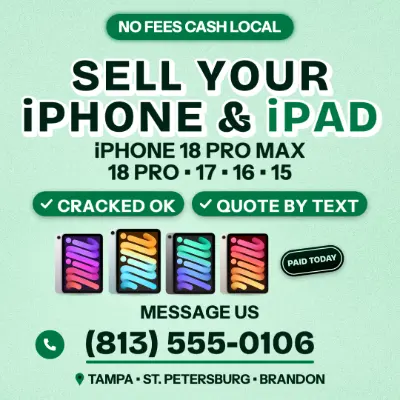 NO FEES CASH LOCAL
SELL YOUR
iPHONE & iPAD
iPHONE 18 PRO MAX
18 PRO • 17 • 16 • 15
✓ CRACKED OK ✓ QUOTE BY TEXT
PAID TODAY
MESSAGE US
(813) 555-0106
TAMPA • ST. PETERSBURG • BRANDON